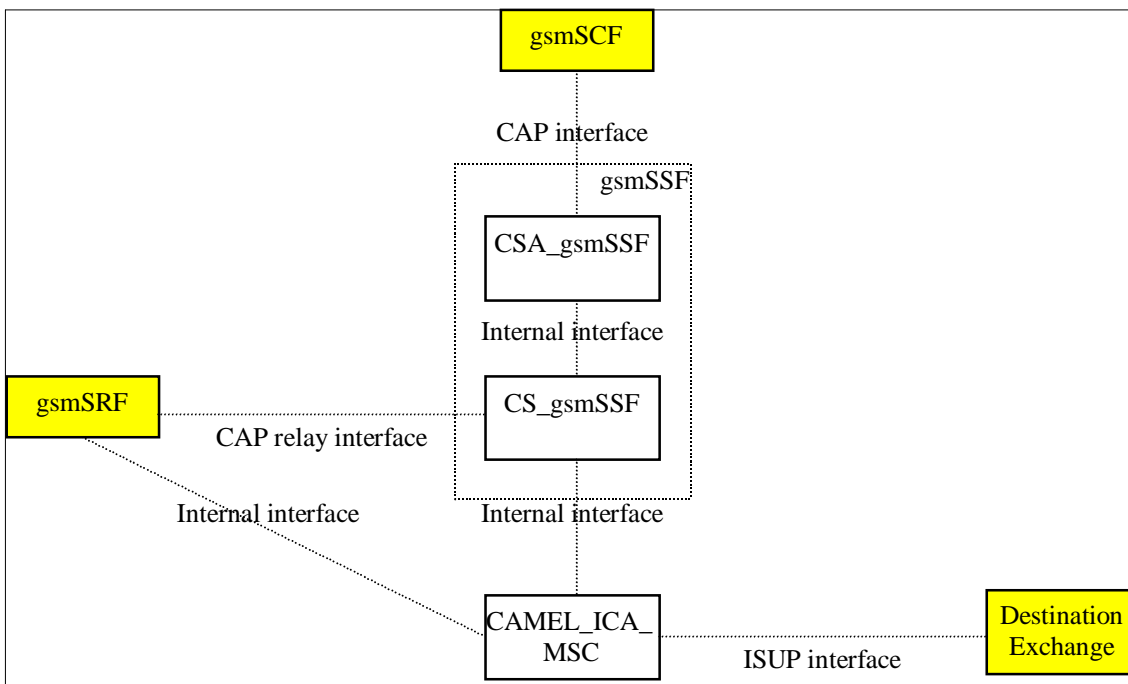 gsmSCF
CAP interface
gsmSSF
CSA_gsmSSF
Internal interface
gsmSRF
CS_gsmSSF
CAP relay interface
Internal interface
Internal interface
CAMEL_ICA_
MSC
Destination
Exchange
ISUP interface